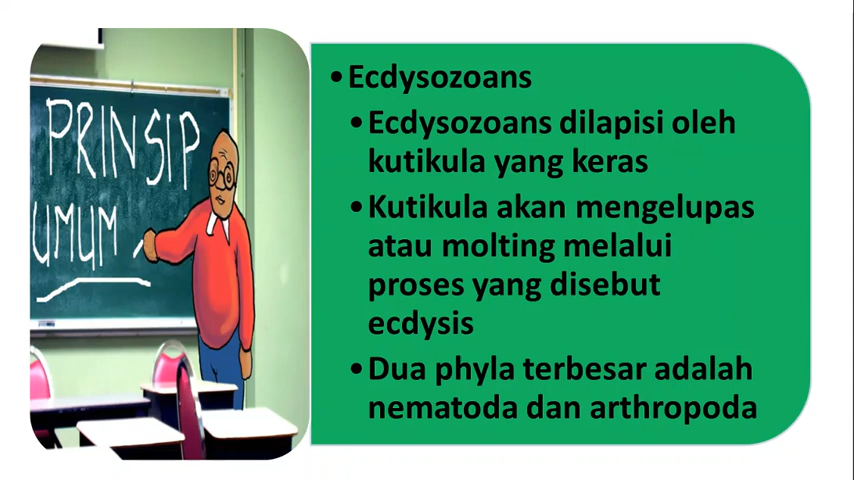 PRINSIP
UMUM
•Ecdysozoans
•Ecdysozoans dilapisi oleh
kutikula yang keras
•Kutikula akan mengelupas
atau molting melalui
proses yang disebut
ecdysis
•Dua phyla terbesar adalah
nematoda dan arthropoda